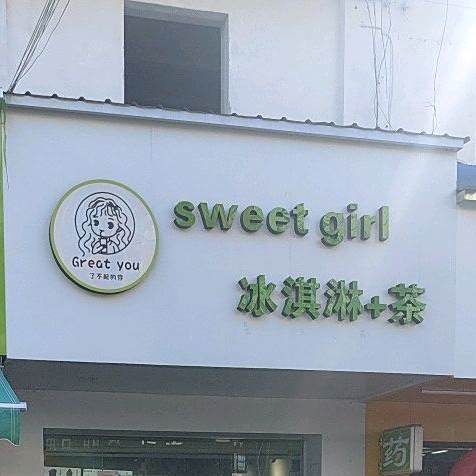 sweet girl
Great you
了不起的你
冰淇淋+茶
药